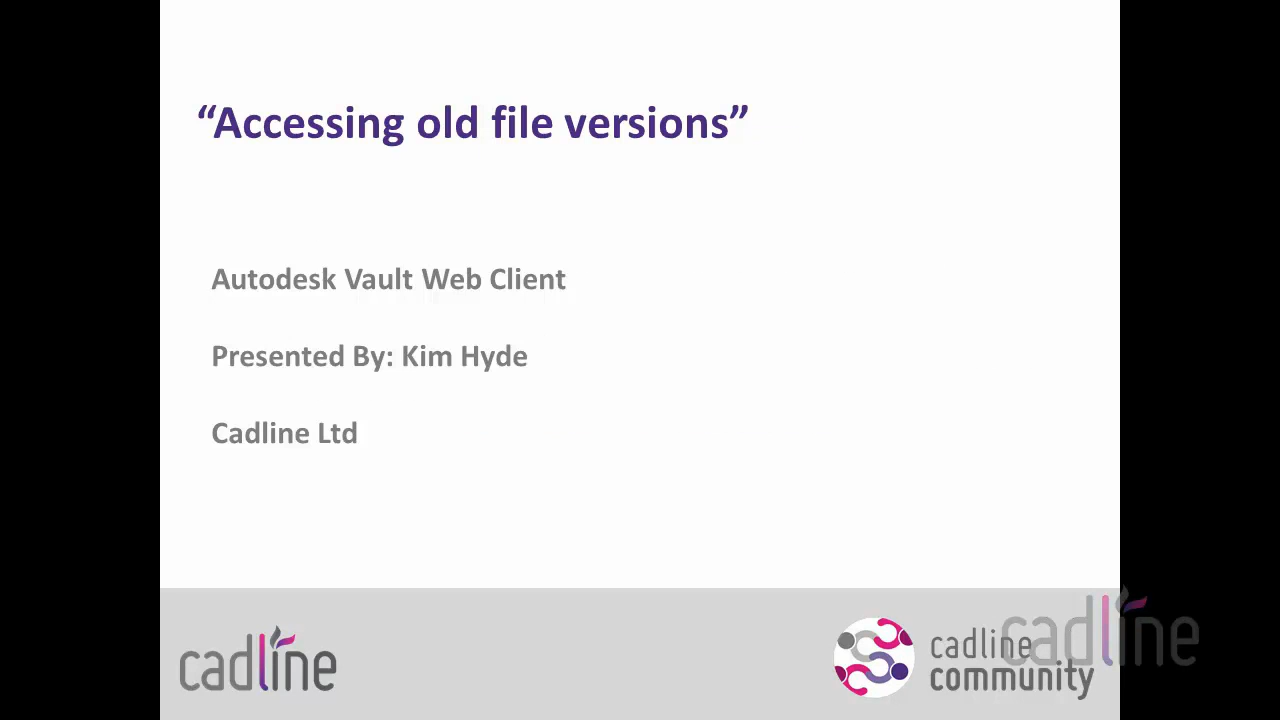 “Accessing old file versions”
Autodesk Vault Web Client
Presented By: Kim Hyde
Cadline Ltd
cadline
cadline
community
cadline